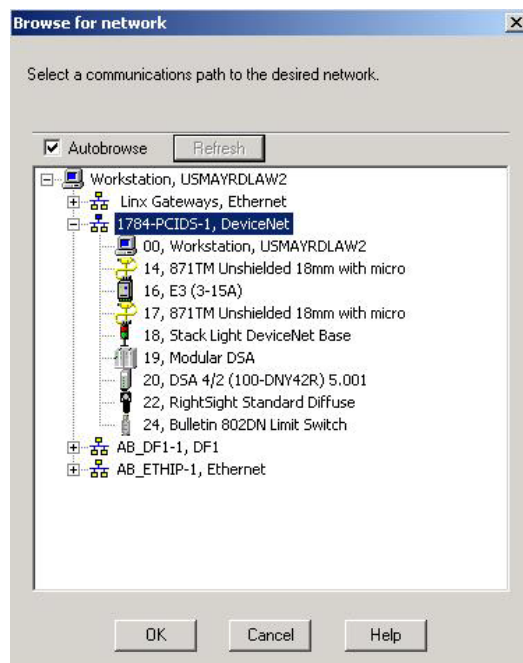 Browse for network
Select a communications path to the desired network.
Autobrowse Refresh
Workstation, USMAYRDLAW2
Linx Gateways, Ethernet
1784-PCIDS-1, DeviceNet
00, Workstation, USMAYRDLAW2
14, 871TM Unshielded 18mm with micro
16, E3 (3-15A)
17, 871TM Unshielded 18mm with micro
18, Stack Light DeviceNet Base
19, Modular DSA
20, DSA 4/2 (100-DNY42R) 5.001
22, RightSight Standard Diffuse
24, Bulletin 802DN Limit Switch
AB_DF1-1, DF1
AB_ETHIP-1, Ethernet
OK Cancel Help